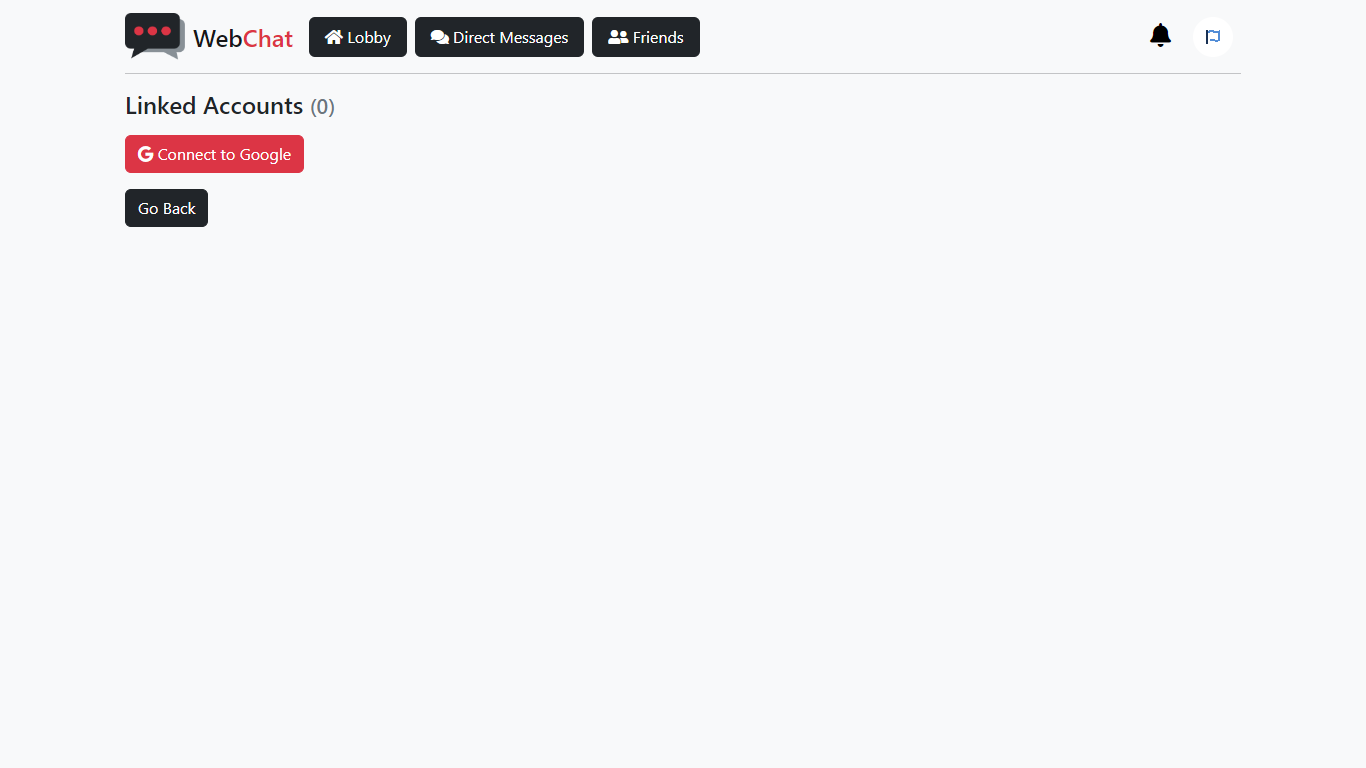 WebChat
Lobby
Direct Messages
Friends
Linked Accounts (0)
Connect to Google
Go Back